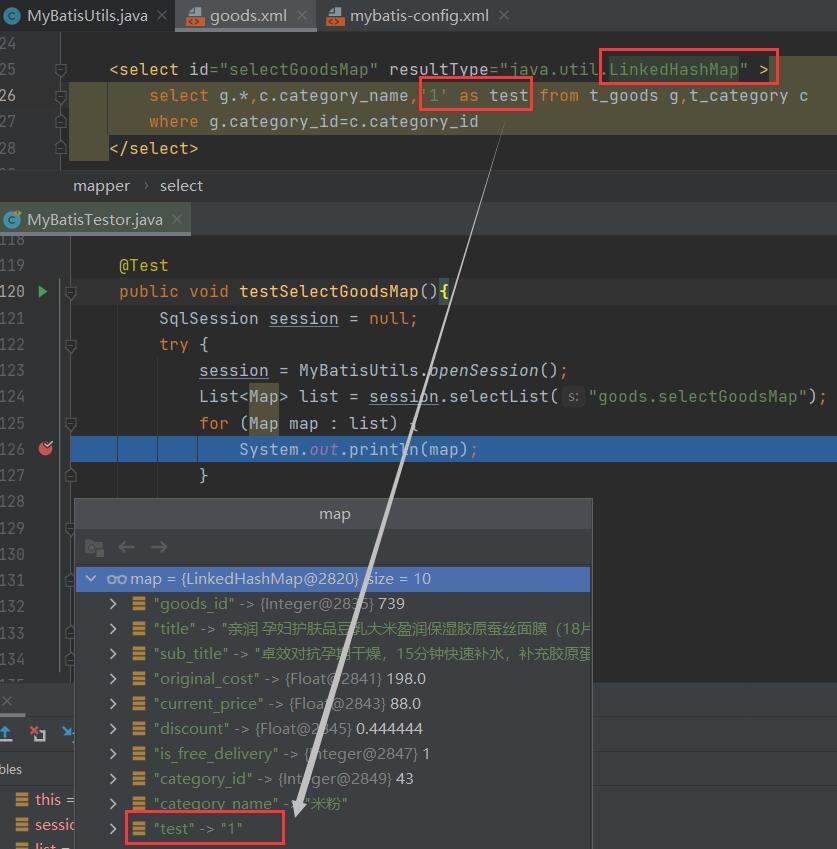 MyBatisUtils.java goods.xml mybatis-config.xml
24
25 <select id="selectGoodsMap" resultType="java.util.LinkedHashMap" >
26 select g.*,c.category_name,'1' as test from t_goods g,t_category c
27 where g.category_id=c.category_id
28 </select>
mapper › select
MyBatisTestor.java
118
119 @Test
120 public void testSelectGoodsMap(){
121 SqlSession session = null;
122 try {
123 session = MyBatisUtils.openSession();
124 List<Map> list = session.selectList( s: "goods.selectGoodsMap");
125 for (Map map : list) {
126 System.out.println(map);
127 }
128
map
129
130
map = {LinkedHashMap@2820} size = 10
131
"goods_id" -> {Integer@2835} 739
132
"title" -> "亲润 孕妇护肤品豆乳大米盈润保湿胶原蚕丝面膜（18片
133
"sub_title" -> "卓效对抗孕期干燥，15分钟快速补水，补充胶原蛋
134
"original_cost" -> {Float@2841} 198.0
"current_price" -> {Float@2843} 88.0
"discount" -> {Float@2845} 0.444444
"is_free_delivery" -> {Integer@2847} 1
"category_id" -> {Integer@2849} 43
bles
"category_name" -> "米粉"
this =
"test" -> "1"
sessio
list =